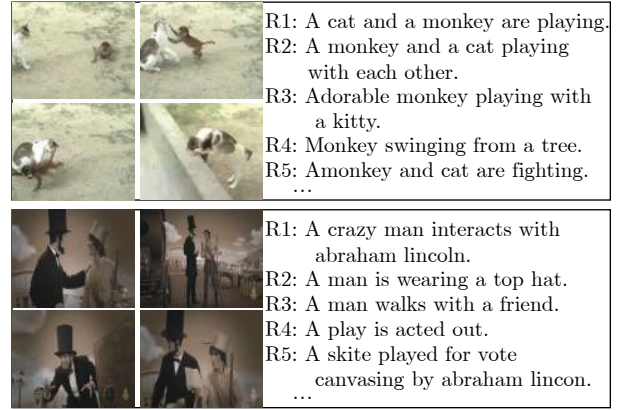 R1: A cat and a monkey are playing.
R2: A monkey and a cat playing
with each other.
R3: Adorable monkey playing with
a kitty.
R4: Monkey swinging from a tree.
R5: Amonkey and cat are fighting.
...
R1: A crazy man interacts with
abraham lincoln.
R2: A man is wearing a top hat.
R3: A man walks with a friend.
R4: A play is acted out.
R5: A skite played for vote
canvasing by abraham lincon.
...